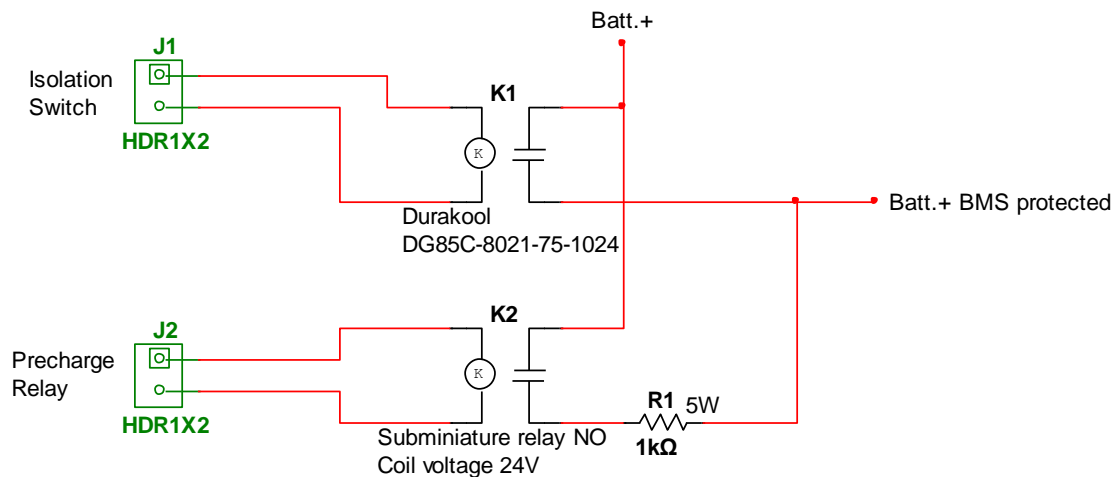 Batt.+
J1
Isolation
Switch
HDR1X2
K1
K
Durakool
DG85C-8021-75-1024
Batt.+ BMS protected
J2
Precharge
Relay
HDR1X2
K2
K
Subminiature relay NO
Coil voltage 24V
R1 5W
1kΩ